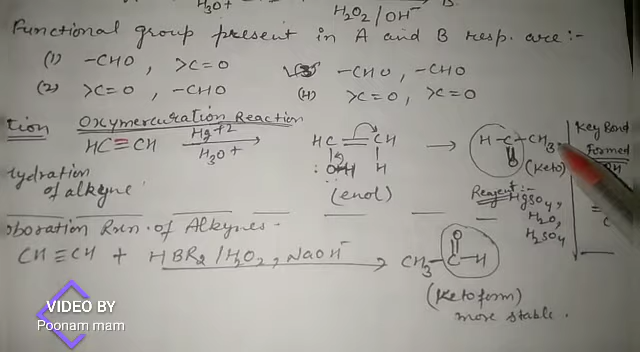 H3O+ H2O2/OH- B.
Functional group present in A and B resp. are:-
(1) -CHO, >C=O (3) -CHO, -CHO
(2) >C=O, -CHO (4) >C=O, >C=O
tion Oxymercuration Reaction
HC≡CH Hg+2 H3O+ HC=CH → H-C-CH3
:OH H O
Hydration of alkyne (enol) (Keto)
Key Bond Formed
Reagent:- HgSO4, H2O, H2SO4
oboration Rxn. of Alkynes-
CH≡CH + HBR2/H2O2, NaOH- → CH3-C-H
O
(Keto form) more stable.
VIDEO BY
Poonam mam